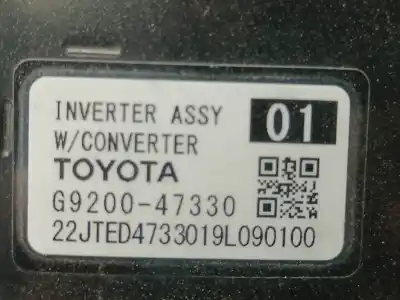 INVERTER ASSY 01
W/CONVERTER
TOYOTA
G9200-47330
22JTED4733019L090100